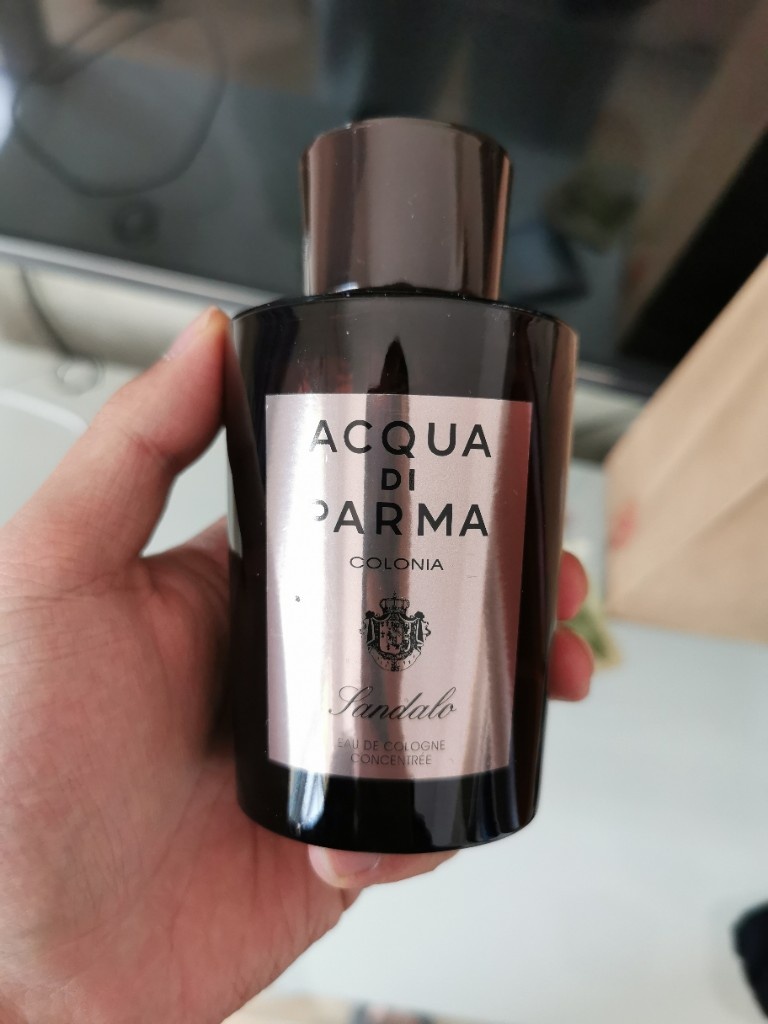 ACQUA
DI
PARMA
COLONIA
Sandalo
EAU DE COLOGNE
CONCENTRÉE